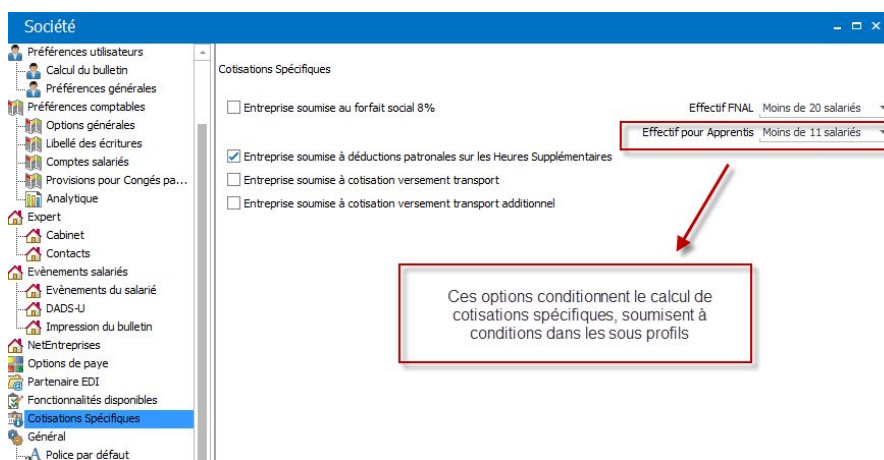 Société
Préférences utilisateurs
Calcul du bulletin
Préférences générales
Préférences comptables
Options générales
Libellé des écritures
Comptes salariés
Provisions pour Congés pa...
Analytique
Expert
Cabinet
Contacts
Evènements salariés
Evènements du salarié
DADS-U
Impression du bulletin
NetEntreprises
Options de paye
Partenaire EDI
Fonctionnalités disponibles
Cotisations Spécifiques
Général
Police par défaut
Cotisations Spécifiques
Entreprise soumise au forfait social 8%
Effectif FNAL Moins de 20 salariés
Effectif pour Apprentis Moins de 11 salariés
Entreprise soumise à déductions patronales sur les Heures Supplémentaires
Entreprise soumise à cotisation versement transport
Entreprise soumise à cotisation versement transport additionnel
Ces options conditionnent le calcul de
cotisations spécifiques, soumisent à
conditions dans les sous profils